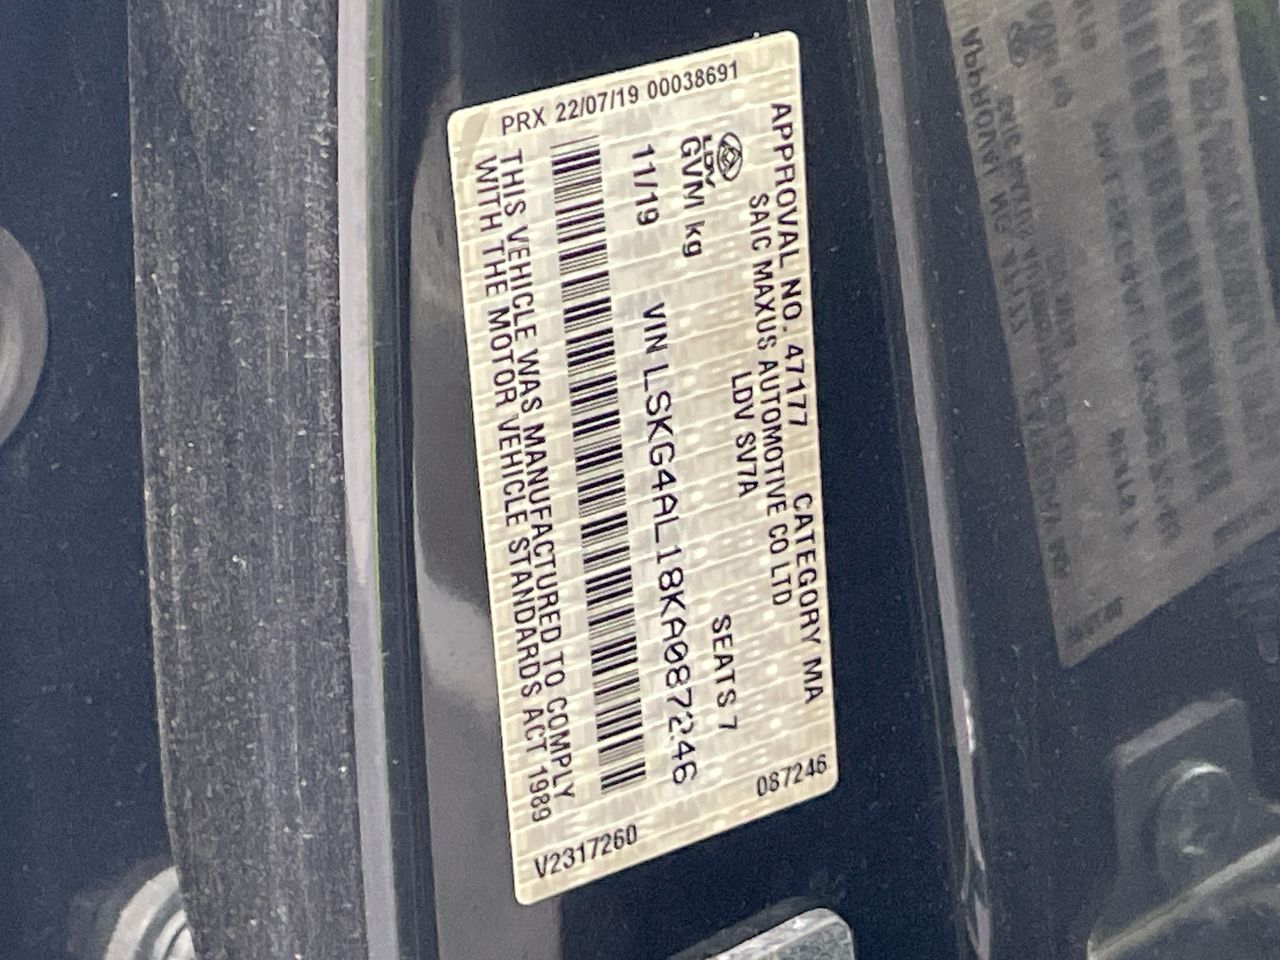 APPROVAL NO. 47177 CATEGORY MA
SAIC MAXUS AUTOMOTIVE CO LTD
LDV
LDV SV7A
GVM kg SEATS 7
11/19 VIN LSKG4AL18KA087246
THIS VEHICLE WAS MANUFACTURED TO COMPLY
WITH THE MOTOR VEHICLE STANDARDS ACT 1989
PRX 22/07/19 00038691
087246
V2317260